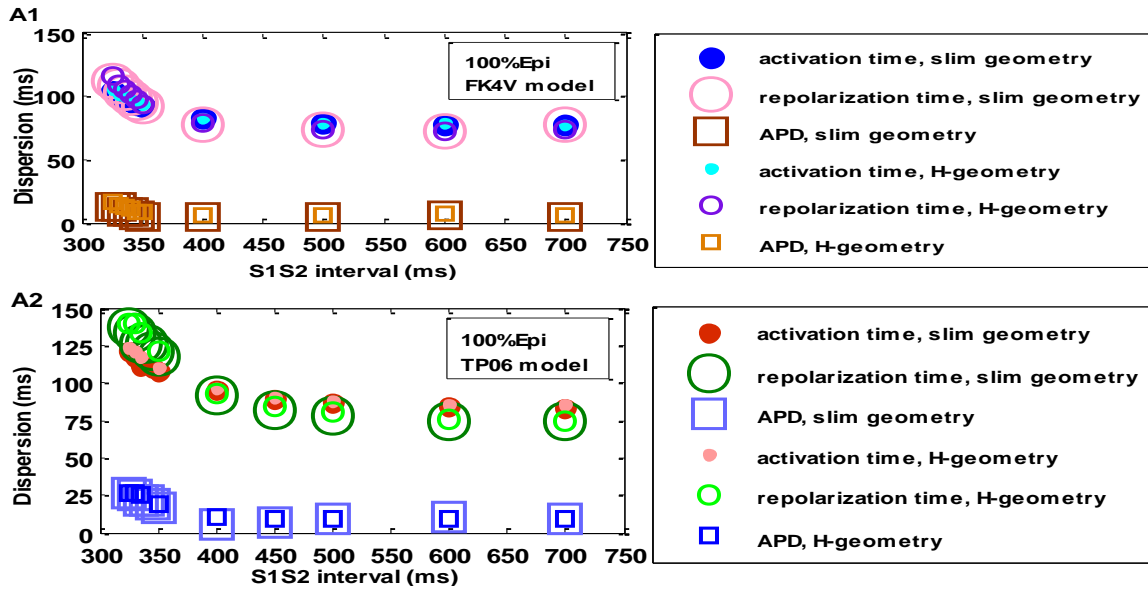 A1
150
100
50
0
Dispersion (ms)
300 350 400 450 500 550 600 650 700 750
S1S2 interval (ms)
100%Epi
FK4V model
activation time, slim geometry
repolarization time, slim geometry
APD, slim geometry
activation time, H-geometry
repolarization time, H-geometry
APD, H-geometry
A2
150
125
100
75
50
25
0
Dispersion (ms)
300 350 400 450 500 550 600 650 700 750
S1S2 interval (ms)
100%Epi
TP06 model
activation time, slim geometry
repolarization time, slim geometry
APD, slim geometry
activation time, H-geometry
repolarization time, H-geometry
APD, H-geometry